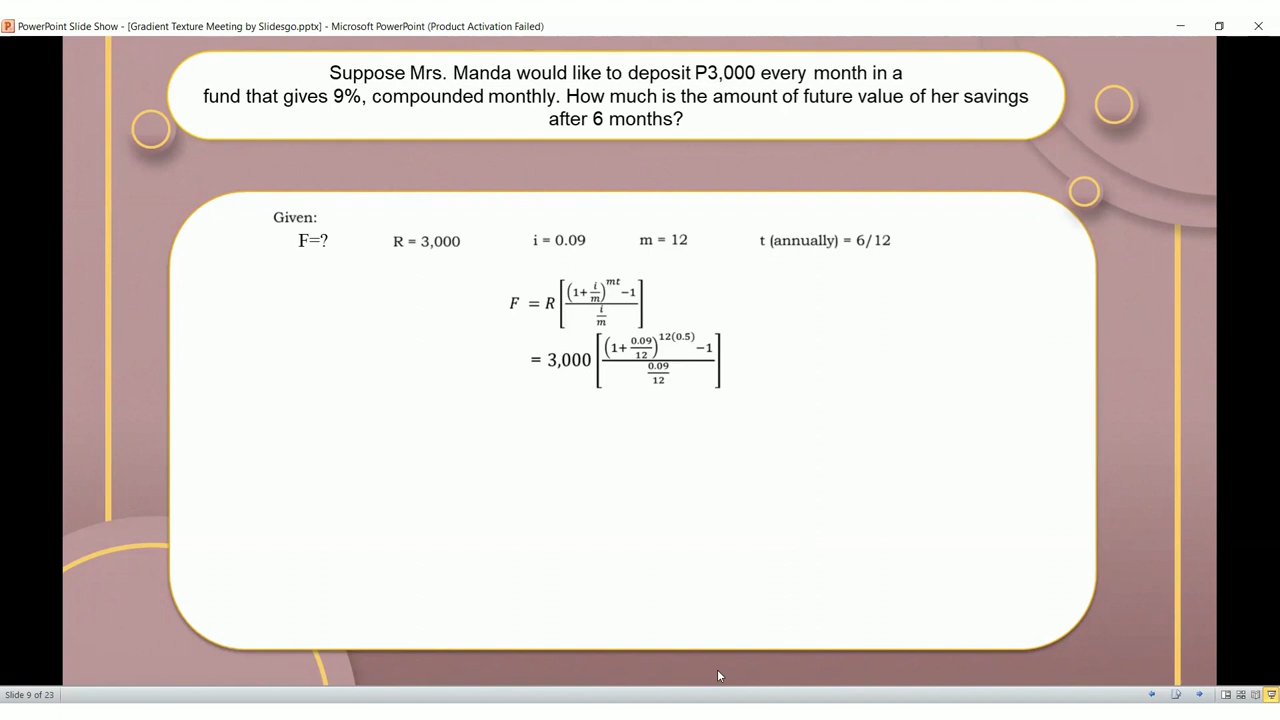 PowerPoint Slide Show - [Gradient Texture Meeting by Slidesgo.pptx] - Microsoft PowerPoint (Product Activation Failed)
Suppose Mrs. Manda would like to deposit P3,000 every month in a
fund that gives 9%, compounded monthly. How much is the amount of future value of her savings
after 6 months?
Given:
F=? R = 3,000 i = 0.09 m = 12 t (annually) = 6/12
F = R [ ( (1+ i/m)^mt −1 ) / ( i/m ) ]
= 3,000 [ ( (1+ 0.09/12)^12(0.5) −1 ) / ( 0.09/12 ) ]
Slide 9 of 23